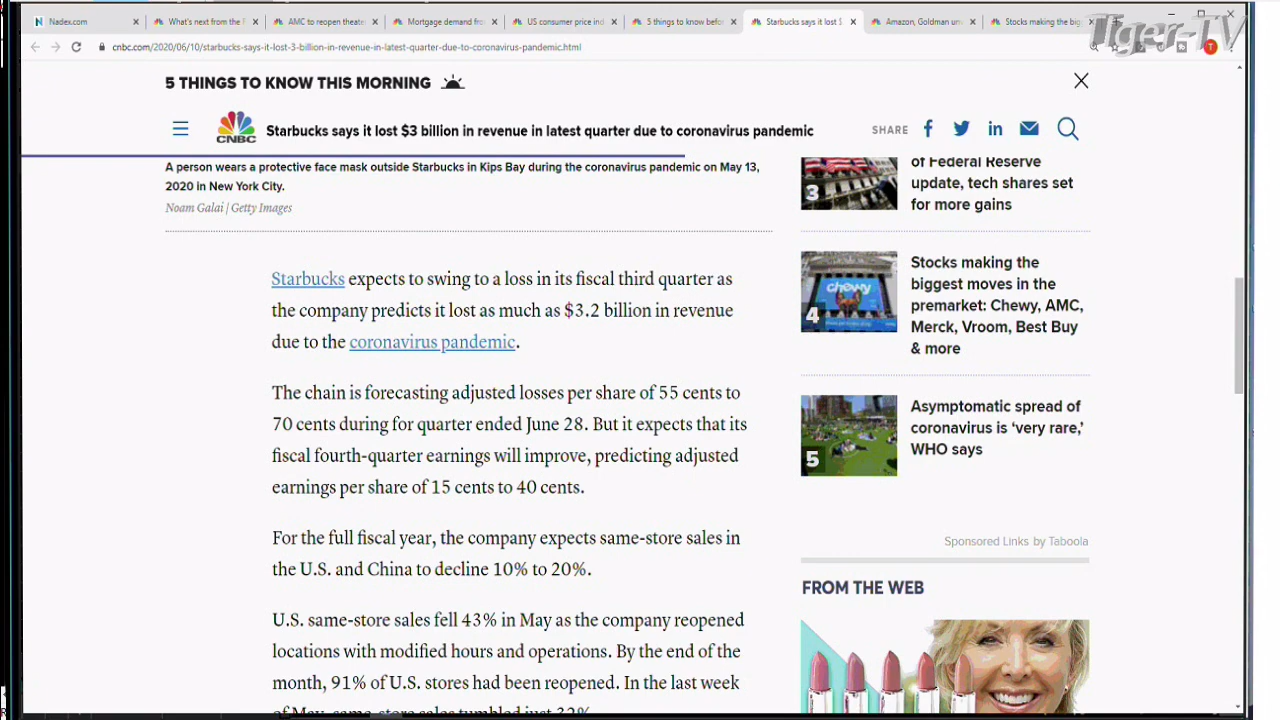 Nadex.com
What's next from the F
AMC to reopen theater
Mortgage demand from
US consumer price ind
5 things to know befor
Starbucks says it lost $
Amazon, Goldman un
Stocks making the big
Tiger-TV
cnbc.com/2020/06/10/starbucks-says-it-lost-3-billion-in-revenue-in-latest-quarter-due-to-coronavirus-pandemic.html
T
5 THINGS TO KNOW THIS MORNING
CNBC
Starbucks says it lost $3 billion in revenue in latest quarter due to coronavirus pandemic
SHARE
A person wears a protective face mask outside Starbucks in Kips Bay during the coronavirus pandemic on May 13,
2020 in New York City.
Noam Galai | Getty Images
Starbucks expects to swing to a loss in its fiscal third quarter as
the company predicts it lost as much as $3.2 billion in revenue
due to the coronavirus pandemic.
The chain is forecasting adjusted losses per share of 55 cents to
70 cents during for quarter ended June 28. But it expects that its
fiscal fourth-quarter earnings will improve, predicting adjusted
earnings per share of 15 cents to 40 cents.
For the full fiscal year, the company expects same-store sales in
the U.S. and China to decline 10% to 20%.
U.S. same-store sales fell 43% in May as the company reopened
locations with modified hours and operations. By the end of the
month, 91% of U.S. stores had been reopened. In the last week
of May, same-store sales tumbled just 32%.
3
of Federal Reserve
update, tech shares set
for more gains
chewy
4
Stocks making the
biggest moves in the
premarket: Chewy, AMC,
Merck, Vroom, Best Buy
& more
5
Asymptomatic spread of
coronavirus is 'very rare,'
WHO says
Sponsored Links by Taboola
FROM THE WEB